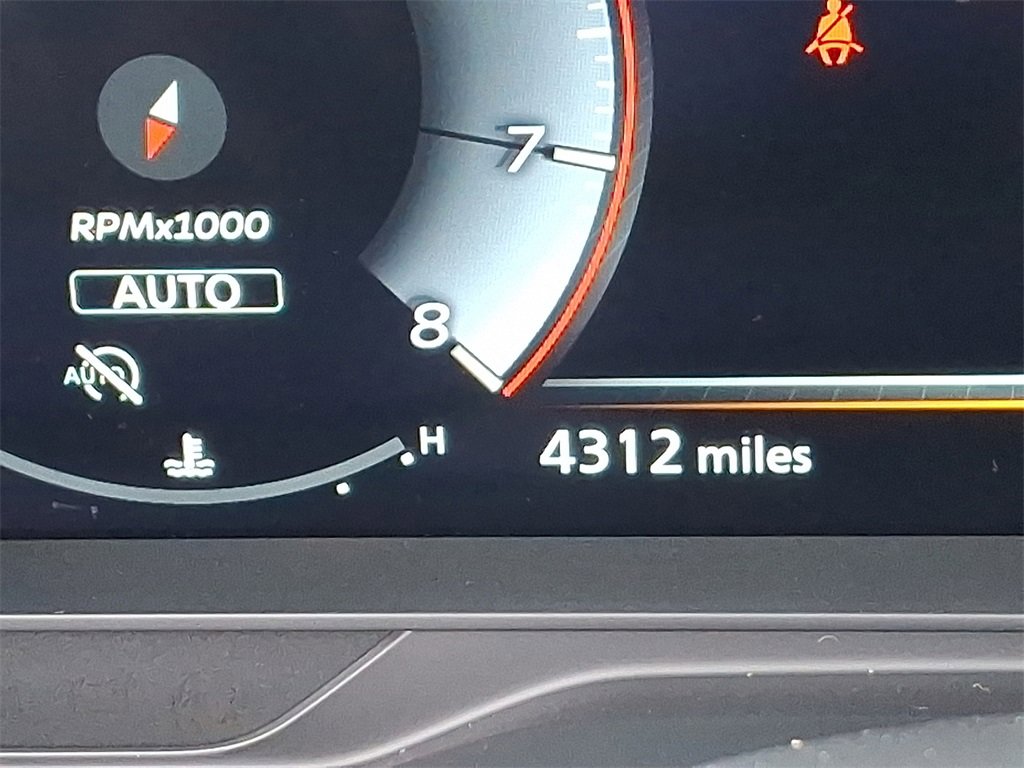 7
RPMx1000
AUTO
8
AUTO
H
4312 miles